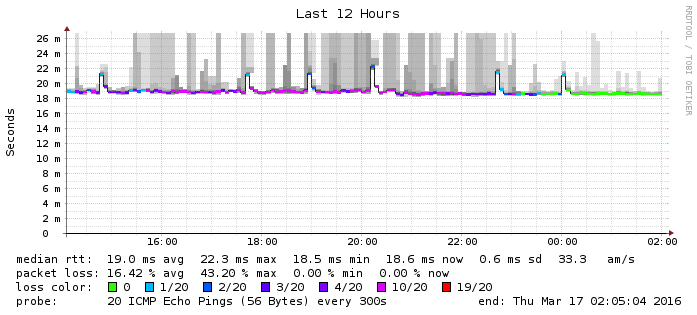 Last 12 Hours
RRDTOOL / TOBI OETIKER
Seconds
26 m
24 m
22 m
20 m
18 m
16 m
14 m
12 m
10 m
8 m
6 m
4 m
2 m
0
16:00 18:00 20:00 22:00 00:00 02:00
median rtt: 19.0 ms avg 22.3 ms max 18.5 ms min 18.6 ms now 0.6 ms sd 33.3 am/s
packet loss: 16.42 % avg 43.20 % max 0.00 % min 0.00 % now
loss color: 0 1/20 2/20 3/20 4/20 10/20 19/20
probe: 20 ICMP Echo Pings (56 Bytes) every 300s end: Thu Mar 17 02:05:04 2016